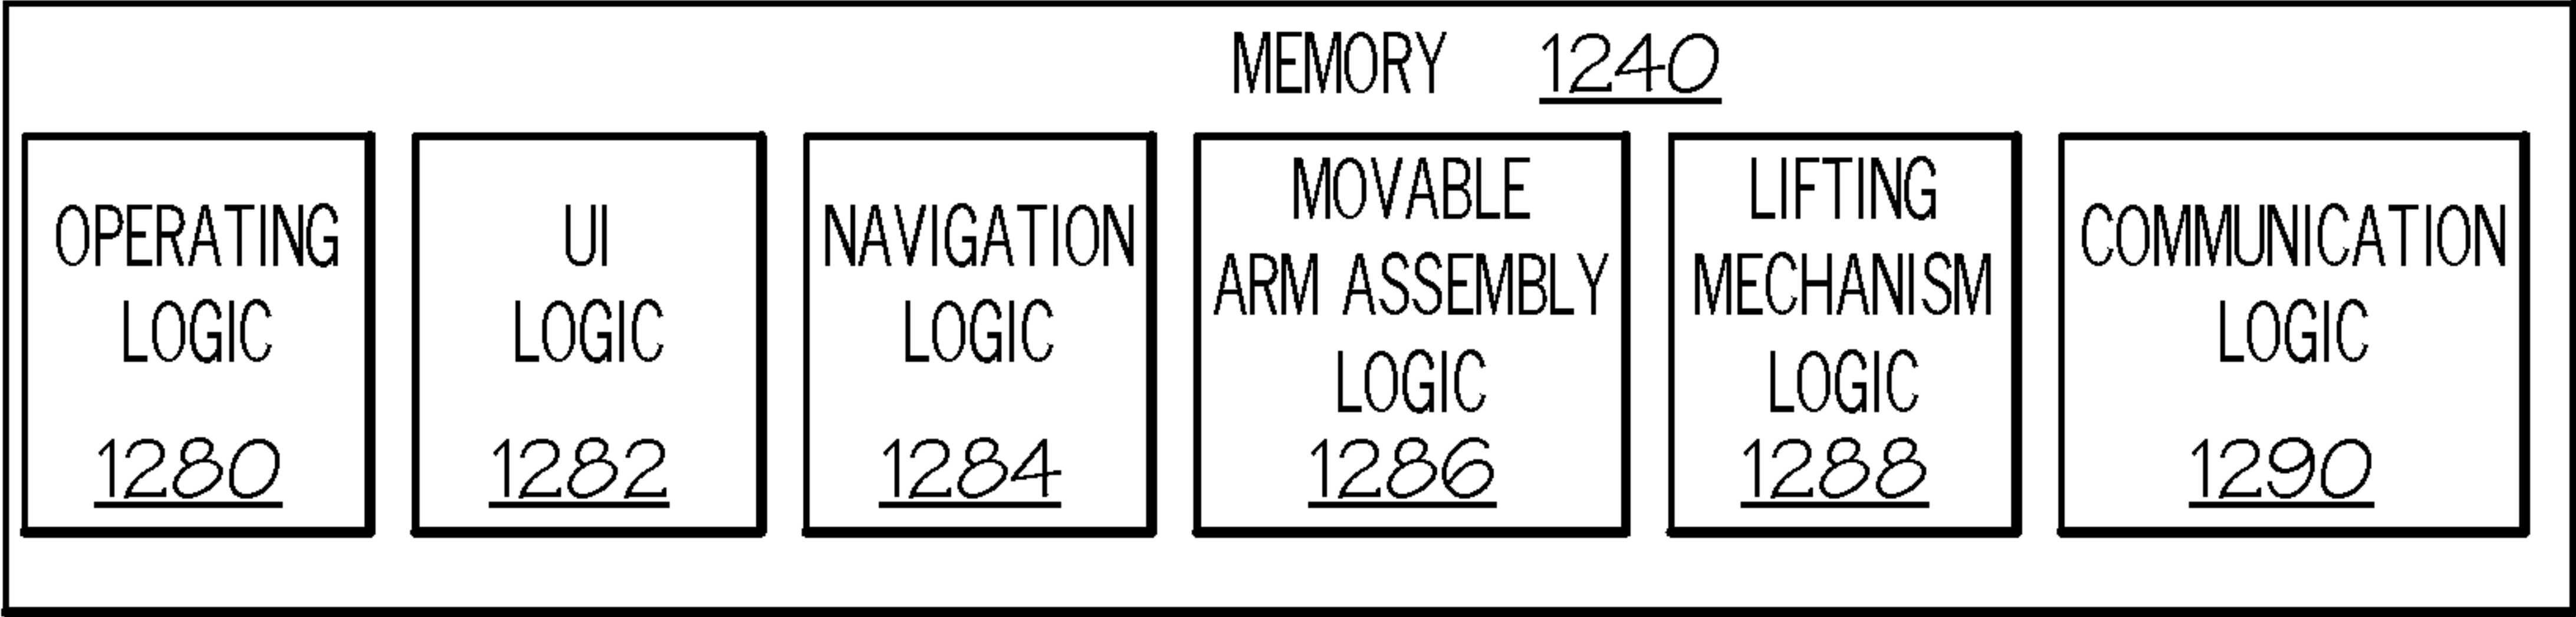 MEMORY 1240
OPERATING
LOGIC
1280
UI
LOGIC
1282
NAVIGATION
LOGIC
1284
MOVABLE
ARM ASSEMBLY
LOGIC
1286
LIFTING
MECHANISM
LOGIC
1288
COMMUNICATION
LOGIC
1290